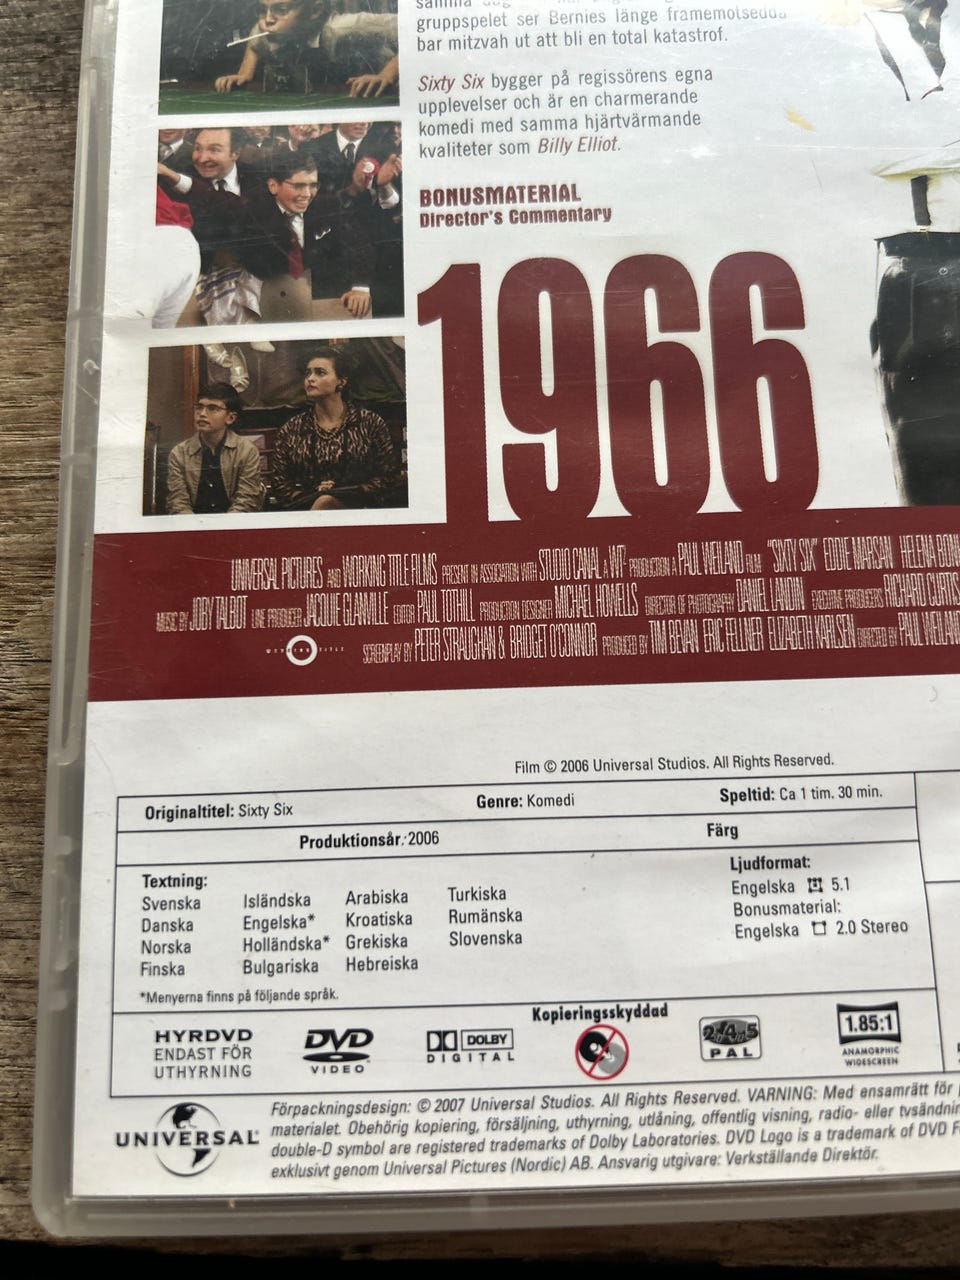 gruppspelet ser Bernies länge framemotsedda
bar mitzvah ut att bli en total katastrof.
Sixty Six bygger på regissörens egna
upplevelser och är en charmerande
komedi med samma hjärtvärmande
kvaliteter som Billy Elliot.
BONUSMATERIAL
Director's Commentary
1966
UNIVERSAL PICTURES AND WORKING TITLE FILMS PRESENT IN ASSOCIATION WITH STUDIO CANAL A WT² PRODUCTION A PAUL WEILAND FILM "SIXTY SIX" EDDIE MARSAN HELENA BON
MUSIC BY JOBY TALBOT LINE PRODUCER JACQUIE GLANVILLE EDITOR PAUL TOTHILL PRODUCTION DESIGNER MICHAEL HOWELLS DIRECTOR OF PHOTOGRAPHY DANIEL LANDIN EXECUTIVE PRODUCERS RICHARD CURTIS
WORKING TITLE SCREENPLAY BY PETER STRAUGHAN & BRIDGET O'CONNOR PRODUCED BY TIM BEVAN ERIC FELLNER ELIZABETH KARLSEN DIRECTED BY PAUL WEILAND
Film © 2006 Universal Studios. All Rights Reserved.
Originaltitel: Sixty Six Genre: Komedi Speltid: Ca 1 tim. 30 min.
Produktionsår: 2006 Färg
Textning:
Svenska Isländska Arabiska Turkiska
Danska Engelska* Kroatiska Rumänska
Norska Holländska* Grekiska Slovenska
Finska Bulgariska Hebreiska
*Menyerna finns på följande språk.
Ljudformat:
Engelska 5.1
Bonusmaterial:
Engelska 2.0 Stereo
HYRDVD
ENDAST FÖR
UTHYRNING
DVD
VIDEO
DOLBY
DIGITAL
Kopieringsskyddad
2·4·5
PAL
1.85:1
ANAMORPHIC
WIDESCREEN
UNIVERSAL
Förpackningsdesign: © 2007 Universal Studios. All Rights Reserved. VARNING: Med ensamrätt för
materialet. Obehörig kopiering, försäljning, uthyrning, utlåning, offentlig visning, radio- eller tvsändnin
double-D symbol are registered trademarks of Dolby Laboratories. DVD Logo is a trademark of DVD F
exklusivt genom Universal Pictures (Nordic) AB. Ansvarig utgivare: Verkställande Direktör.